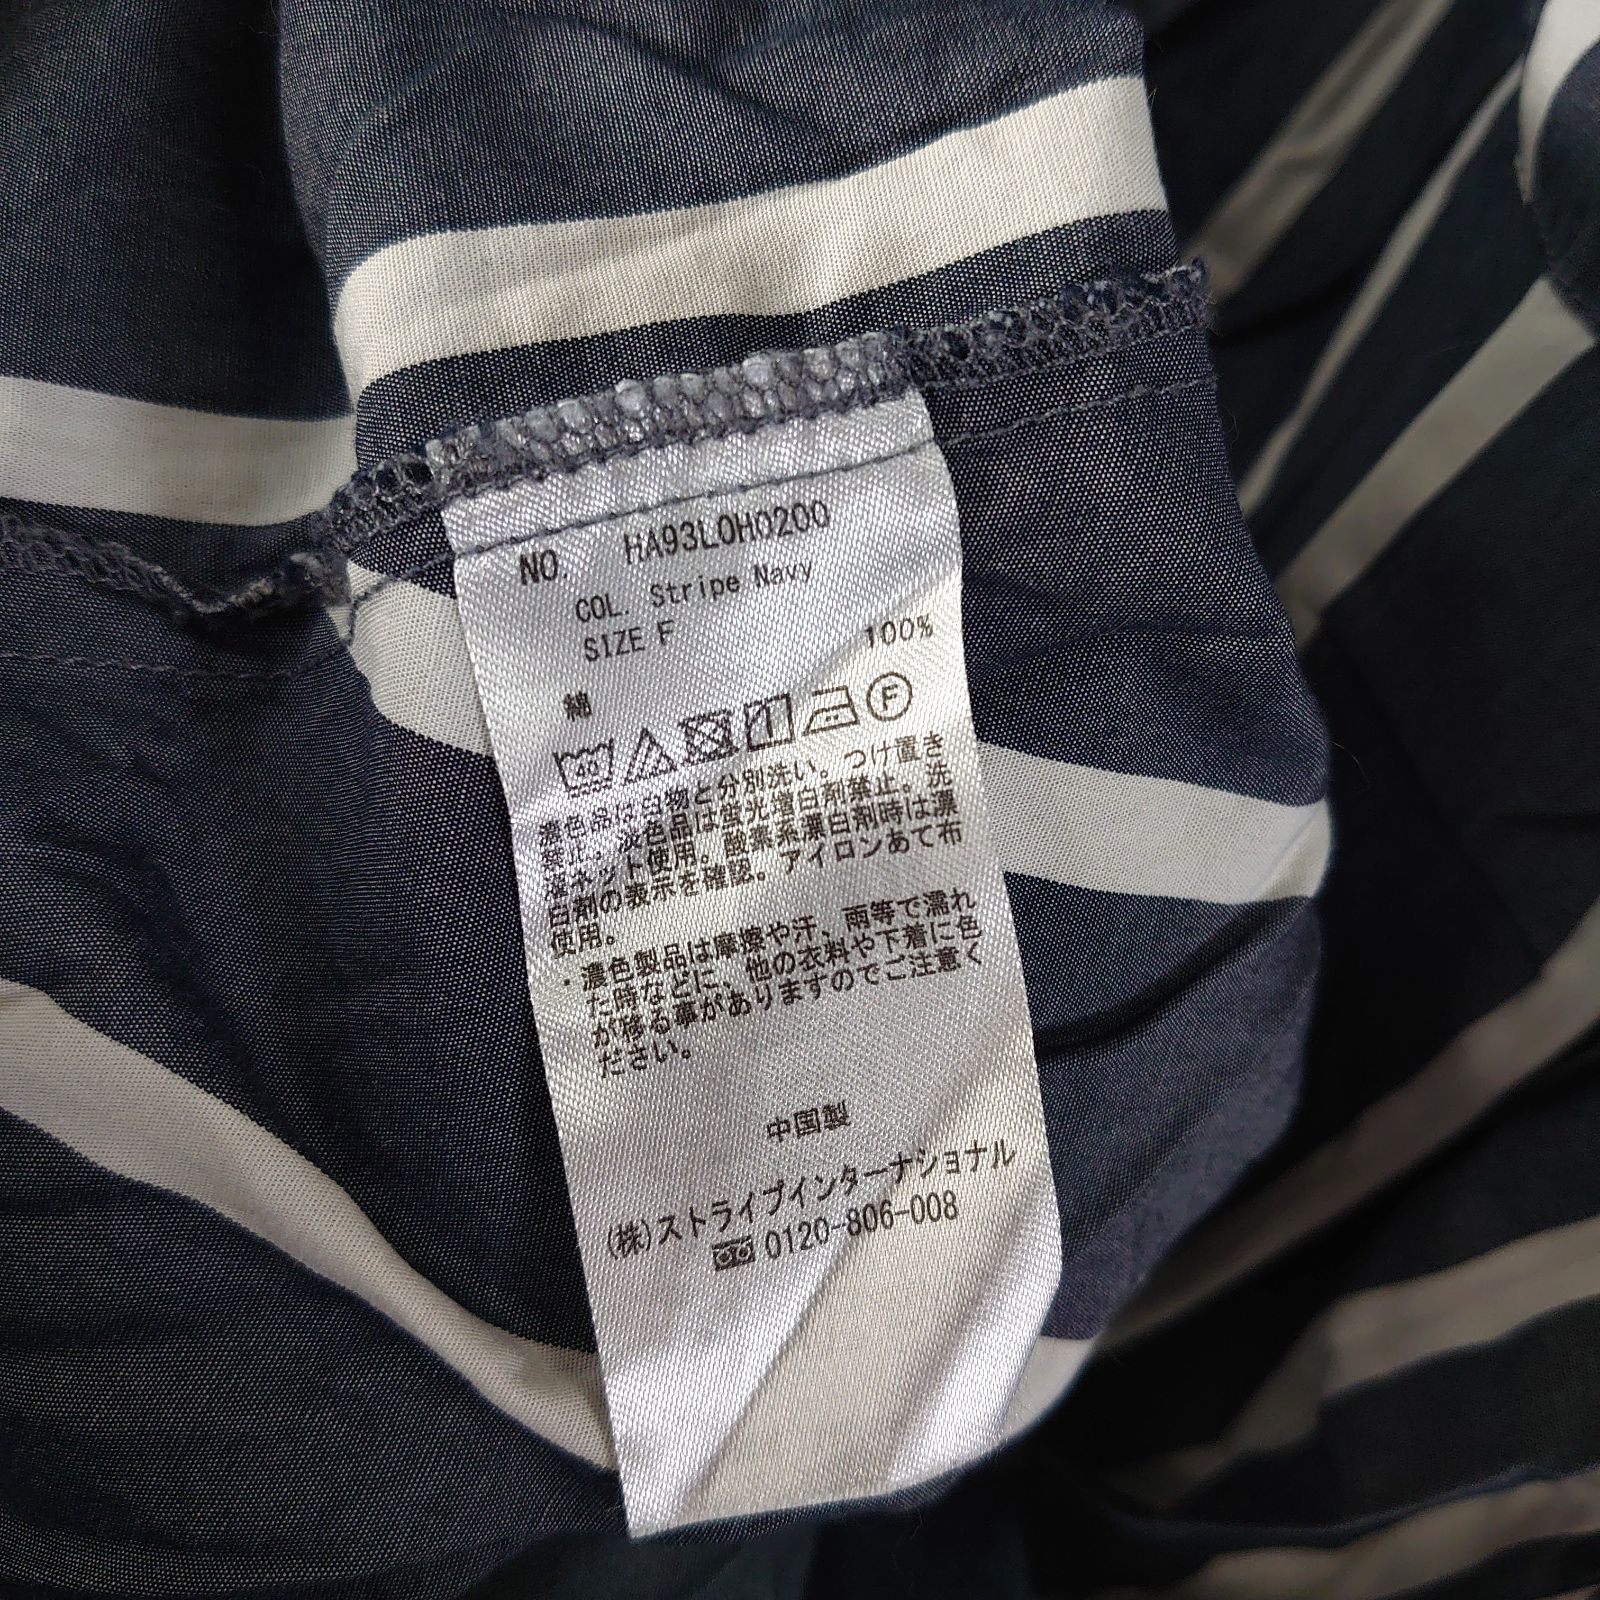 NO. HA93L0H0200
COL. Stripe Navy
SIZE F
綿 100%
40 F
濃色品は白物と分別洗い。つけ置き
禁止。淡色品は蛍光増白剤禁止。洗
濯ネット使用。酸素系漂白剤時は漂
白剤の表示を確認。アイロンあて布
使用。
・濃色製品は摩擦や汗、雨等で濡れ
た時などに、他の衣料や下着に色
が移る事がありますのでご注意く
ださい。
中国製
(株)ストライプインターナショナル
0120-806-008